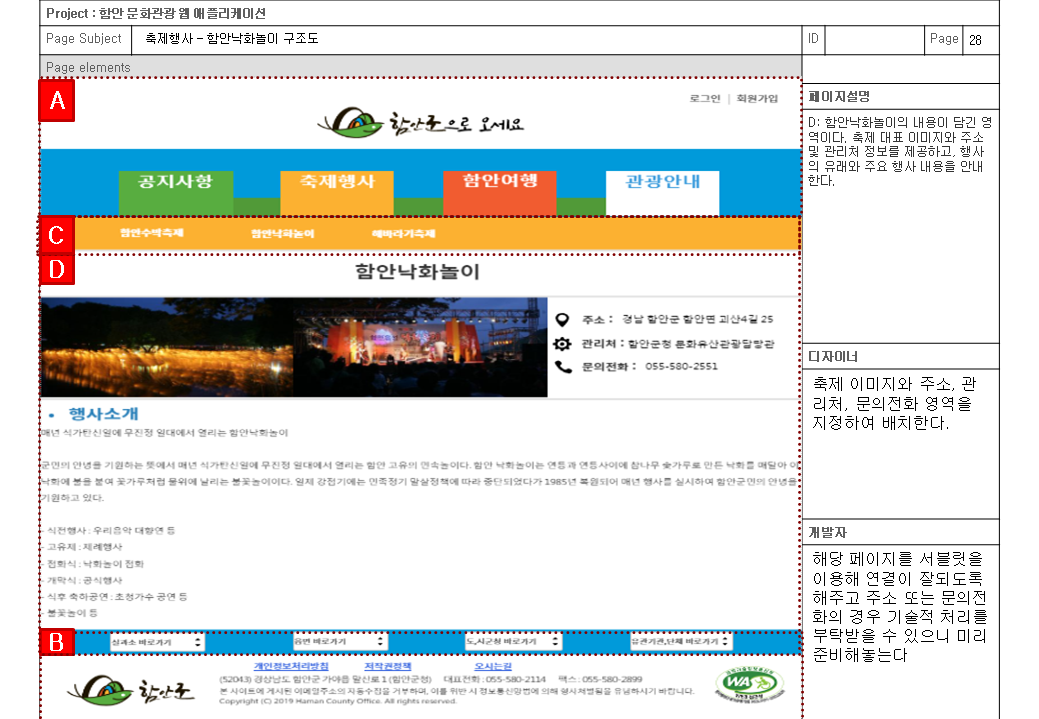 Project : 함안 문화관광 웹 애플리케이션
Page Subject
축제행사 – 함안낙화놀이 구조도
ID
Page
28
Page elements
A
로그인 | 회원가입
함안군으로 오세요
공지사항
축제행사
함안여행
관광안내
C
함안수박축제
함안낙화놀이
해바라기축제
D
함안낙화놀이
주소 : 경남 함안군 함안면 괴산4길 25
관리처 : 함안군청 문화유산관광담당관
문의전화 : 055-580-2551
• 행사소개
매년 석가탄신일에 무진정 일대에서 열리는 함안낙화놀이
군민의 안녕을 기원하는 뜻에서 매년 석가탄신일에 무진정 일대에서 열리는 함안 고유의 민속놀이다. 함안 낙화놀이는 연등과 연등사이에 참나무 숯가루로 만든 낙화를 매달아 이
낙화에 불을 붙여 꽃가루처럼 물위에 날리는 불꽃놀이이다. 일제 강점기에는 민족정기 말살정책에 따라 중단되었다가 1985년 복원되어 매년 행사를 실시하여 함안군민의 안녕을
기원하고 있다.
- 식전행사 : 우리음악 대향연 등
- 고유제 : 제례행사
- 점화식 : 낙화놀이 점화
- 개막식 : 공식행사
- 식후 축하공연 : 초청가수 공연 등
- 불꽃놀이 등
B
실과소 바로가기
읍면 바로가기
도,시군청 바로가기
유관기관,단체 바로가기
개인정보처리방침
저작권정책
오시는길
함안군
(52043) 경상남도 함안군 가야읍 말산로 1 (함안군청) 대표전화 : 055-580-2114 팩스 : 055-580-2899
본 사이트에 게시된 이메일주소의 자동수집을 거부하며, 이를 위반 시 정보통신망법에 의해 형사처벌됨을 유념하시기 바랍니다.
Copyright (C) 2019 Haman County Office. All rights reserved.
WA
페이지설명
D: 함안낙화놀이의 내용이 담긴 영
역이다, 축제 대표 이미지와 주소
및 관리처 정보를 제공하고, 행사
의 유래와 주요 행사 내용을 안내
한다.
디자이너
축제 이미지와 주소, 관
리처, 문의전화 영역을
지정하여 배치한다.
개발자
해당 페이지를 서블릿을
이용해 연결이 잘되도록
해주고 주소 또는 문의전
화의 경우 기술적 처리를
부탁받을 수 있으니 미리
준비해놓는다